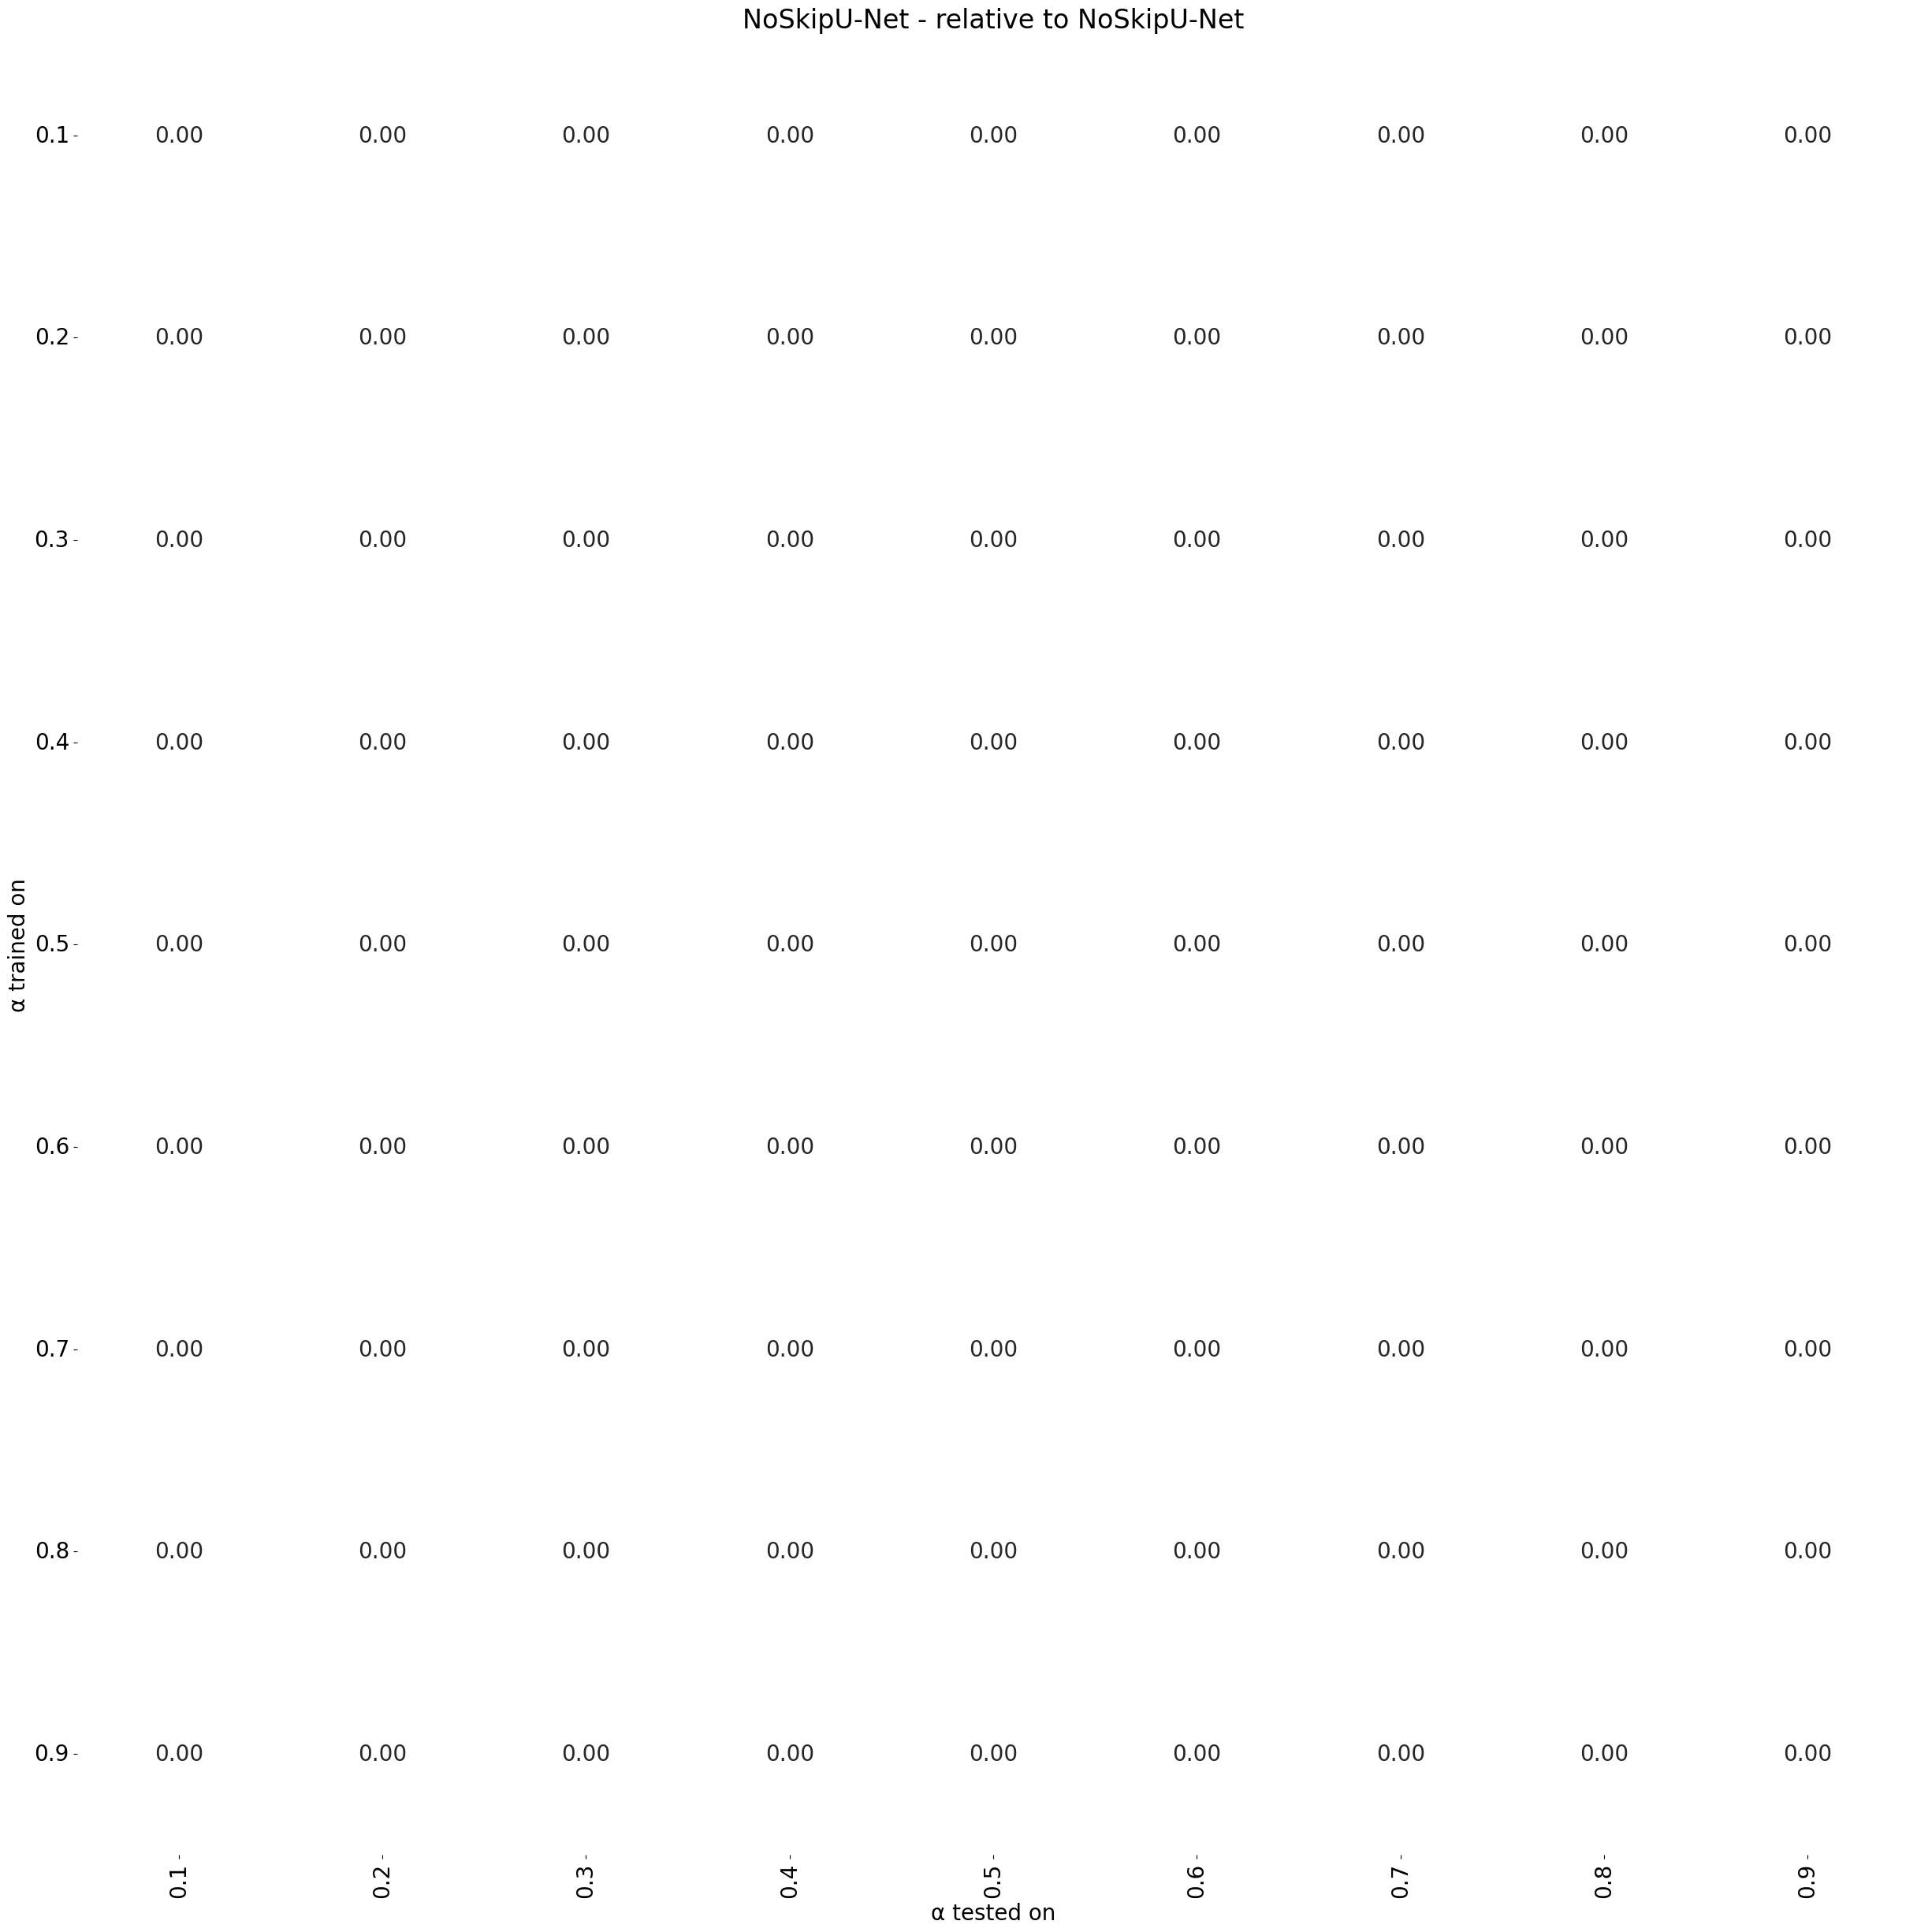 NoSkipU-Net - relative to NoSkipU-Net
0.1 0.00 0.00 0.00 0.00 0.00 0.00 0.00 0.00 0.00
0.2 0.00 0.00 0.00 0.00 0.00 0.00 0.00 0.00 0.00
0.3 0.00 0.00 0.00 0.00 0.00 0.00 0.00 0.00 0.00
0.4 0.00 0.00 0.00 0.00 0.00 0.00 0.00 0.00 0.00
α trained on
0.5 0.00 0.00 0.00 0.00 0.00 0.00 0.00 0.00 0.00
0.6 0.00 0.00 0.00 0.00 0.00 0.00 0.00 0.00 0.00
0.7 0.00 0.00 0.00 0.00 0.00 0.00 0.00 0.00 0.00
0.8 0.00 0.00 0.00 0.00 0.00 0.00 0.00 0.00 0.00
0.9 0.00 0.00 0.00 0.00 0.00 0.00 0.00 0.00 0.00
0.1 0.2 0.3 0.4 0.5 0.6 0.7 0.8 0.9
α tested on